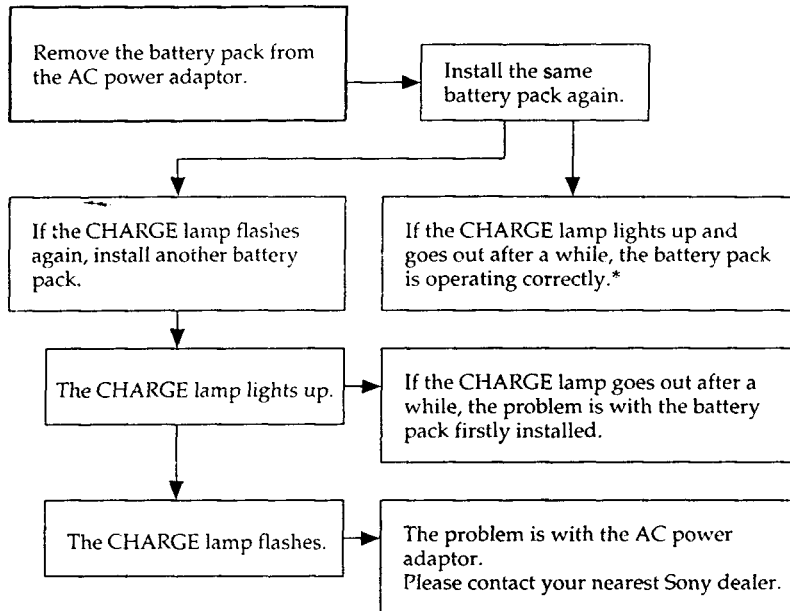 Remove the battery pack from
the AC power adaptor.
Install the same
battery pack again.
If the CHARGE lamp flashes
again, install another battery
pack.
If the CHARGE lamp lights up and
goes out after a while, the battery pack
is operating correctly.*
The CHARGE lamp lights up.
If the CHARGE lamp goes out after a
while, the problem is with the battery
pack firstly installed.
The CHARGE lamp flashes.
The problem is with the AC power
adaptor.
Please contact your nearest Sony dealer.